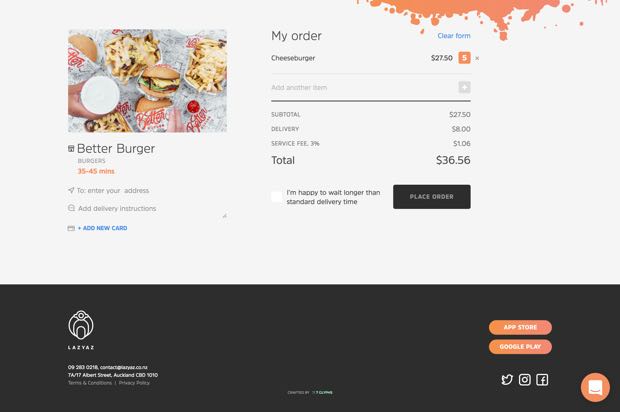 My order
Clear form
Cheeseburger $27.50 5 ×
Add another item +
SUBTOTAL $27.50
DELIVERY $8.00
SERVICE FEE, 3% $1.06
Total $36.56
I'm happy to wait longer than
standard delivery time
PLACE ORDER
Better Burger
BURGERS
35-45 mins
To: enter your address
Add delivery instructions
+ ADD NEW CARD
LAZYAZ
09 283 0218, contact@lazyaz.co.nz
7A/17 Albert Street, Auckland CBD 1010
Terms & Conditions | Privacy Policy
CRAFTED BY
APP STORE
GOOGLE PLAY